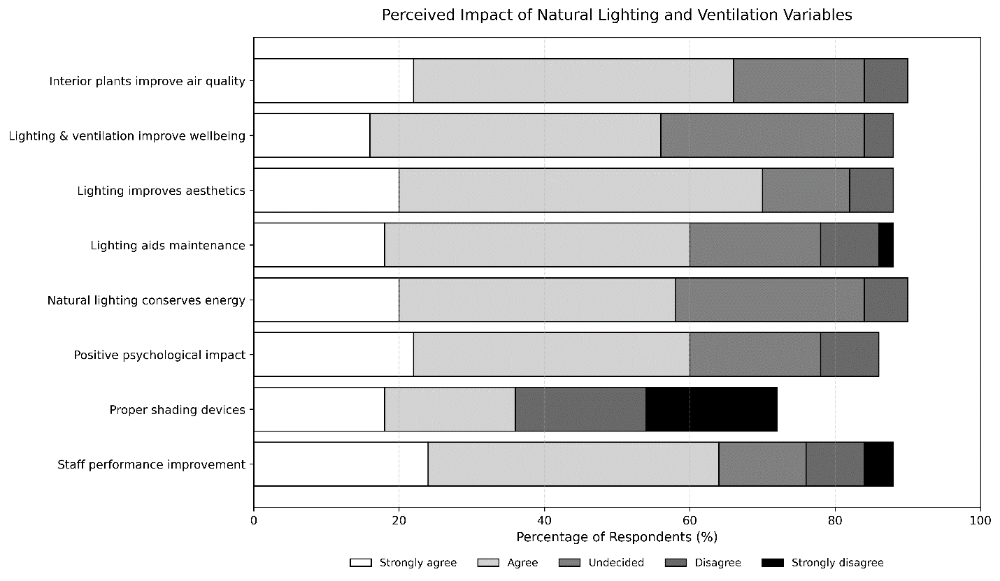 Perceived Impact of Natural Lighting and Ventilation Variables
Interior plants improve air quality
Lighting & ventilation improve wellbeing
Lighting improves aesthetics
Lighting aids maintenance
Natural lighting conserves energy
Positive psychological impact
Proper shading devices
Staff performance improvement
0 20 40 60 80 100
Percentage of Respondents (%)
Strongly agree Agree Undecided Disagree Strongly disagree